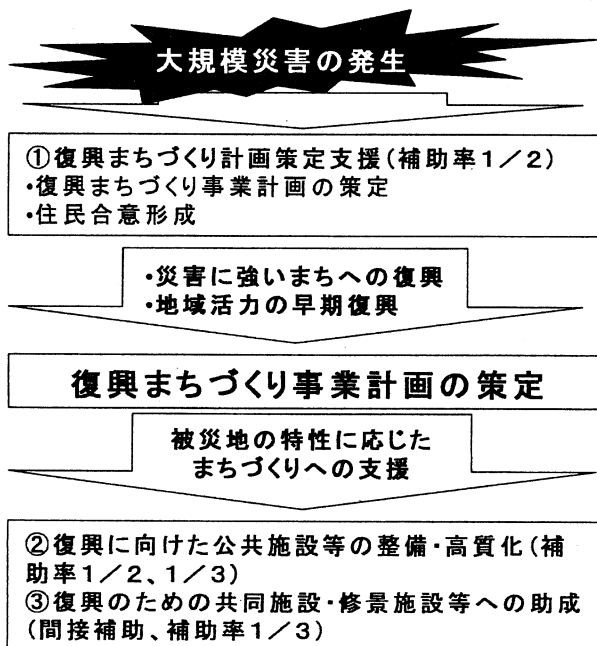 大規模災害の発生
①復興まちづくり計画策定支援(補助率1/2)
・復興まちづくり事業計画の策定
・住民合意形成
・災害に強いまちへの復興
・地域活力の早期復興
復興まちづくり事業計画の策定
被災地の特性に応じた
まちづくりへの支援
②復興に向けた公共施設等の整備・高質化(補
助率1/2、1/3)
③復興のための共同施設・修景施設等への助成
(間接補助、補助率1/3)